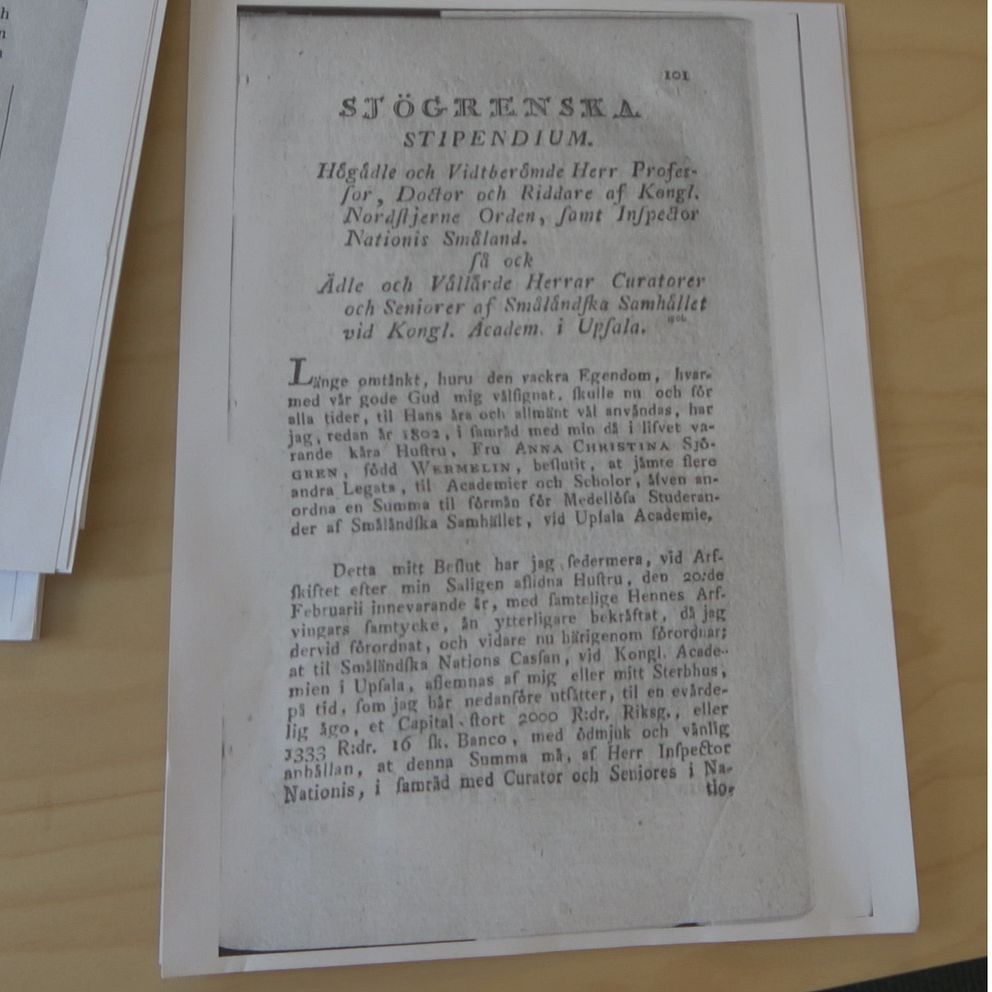 101
SJÖGRENSKA
STIPENDIUM.
Högädle och Vidtberömde Herr Profes-
ſor, Doctor och Riddare af Kongl.
Nordſtjerne Orden, ſamt Inſpector
Nationis Småland.
ſå ock
Ädle och Vällärde Herrar Curatorer
och Seniorer af Småländſka Samhället
vid Kongl. Academ. i Upſala.
Länge omtänkt, huru den vackra Egendom, hvar-
med vår gode Gud mig välſignat, ſkulle nu och för
alla tider, til Hans ära och allmänt väl användas, har
jag, redan år 1802, i ſamråd med min då i lifvet va-
rande kära Huſtru, Fru ANNA CHRISTINA SJÖ-
GREN, född WERMELIN, beſlutit, at jämte flere
andra Legats, til Academier och Scholor, äfven an-
ordna en Summa til förmån för Medellöſa Studeran-
der af Småländſka Samhället, vid Upſala Academie.
Detta mitt Beſlut har jag ſedermera, vid Arf-
ſkiftet efter min Saligen aflidna Huſtru, den 20:de
Februarii innevarande år, med ſamtelige Hennes Arf-
vingars ſamtycke, än ytterligare bekräftat, då jag
dervid förordnat, och vidare nu härigenom förordnar;
at til Småländſka Nations Caſſan, vid Kongl. Acade-
mien i Upſala, aflemnas af mig eller mitt Sterbhus,
på tid, ſom jag här nedanföre utſätter, til en evärde-
lig ägo, et Capital ſtort 2000 R:dr. Riksg., eller
1333 R:dr. 16 ſk. Banco, med ödmjuk och vänlig
anhållan, at denna Summa må, af Herr Inſpector
Nationis, i ſamråd med Curator och Seniores i Na-
tio-